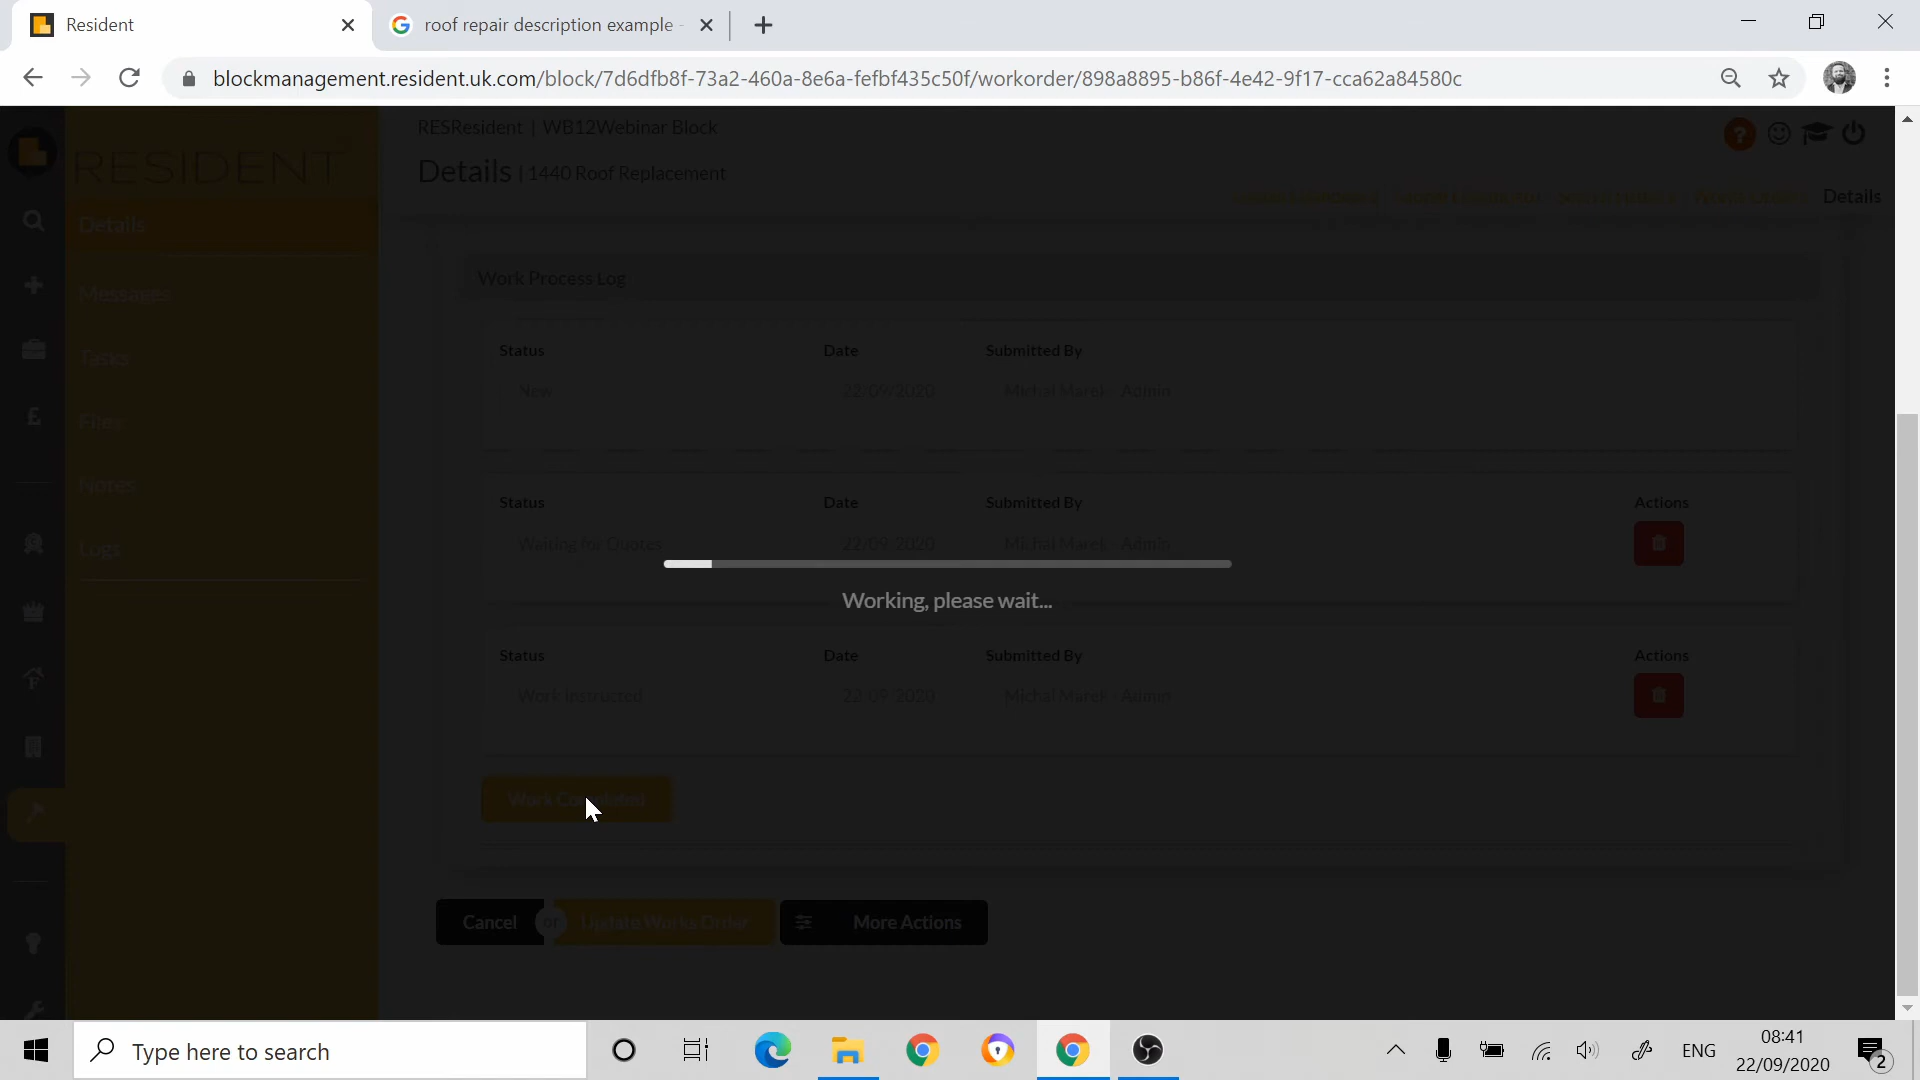 Resident
roof repair description example -
blockmanagement.resident.uk.com/block/7d6dfb8f-73a2-460a-8e6a-fefbf435c50f/workorder/898a8895-b86f-4e42-9f17-cca62a84580c
RESResident | WB12Webinar Block
RESIDENT
Details | 1440 Roof Replacement
Details
Details
Messages
Tasks
Files
Notes
Logs
Work Process Log
Status Date Submitted By
New 22/09/2020 Michal Marek - Admin
Status Date Submitted By Actions
Waiting for Quotes 22/09/2020 Michal Marek - Admin
Working, please wait...
Status Date Submitted By Actions
Work Instructed 22/09/2020 Michal Marek - Admin
Work Completed
Cancel or Update Works Order More Actions
Type here to search
ENG
08:41
22/09/2020
2